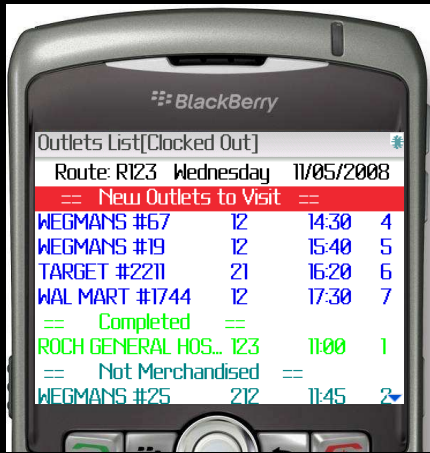 BlackBerry
Outlets List[Clocked Out]
Route: R123 Wednesday 11/05/2008
== New Outlets to Visit ==
WEGMANS #67 12 14:30 4
WEGMANS #19 12 15:40 5
TARGET #2211 21 16:20 6
WAL MART #1744 12 17:30 7
== Completed ==
ROCH GENERAL HOS... 123 11:00 1
== Not Merchandised ==
WEGMANS #25 212 11:45 2